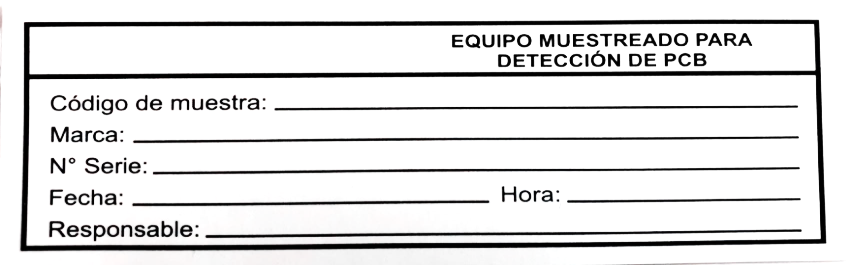 EQUIPO MUESTREADO PARA
DETECCIÓN DE PCB
Código de muestra:
Marca:
N° Serie:
Fecha: Hora:
Responsable: